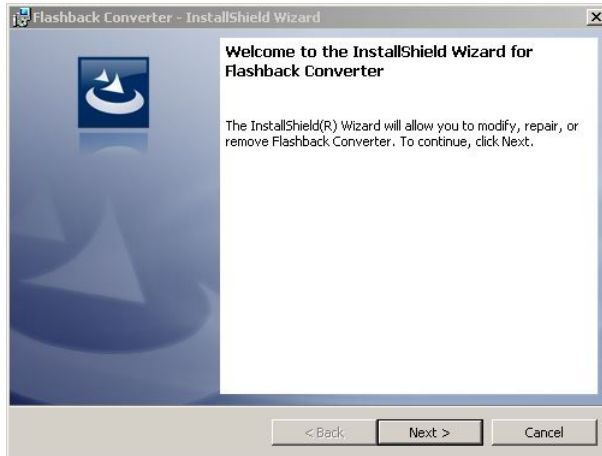 Flashback Converter - InstallShield Wizard
Welcome to the InstallShield Wizard for
Flashback Converter
The InstallShield(R) Wizard will allow you to modify, repair, or
remove Flashback Converter. To continue, click Next.
< Back
Next >
Cancel